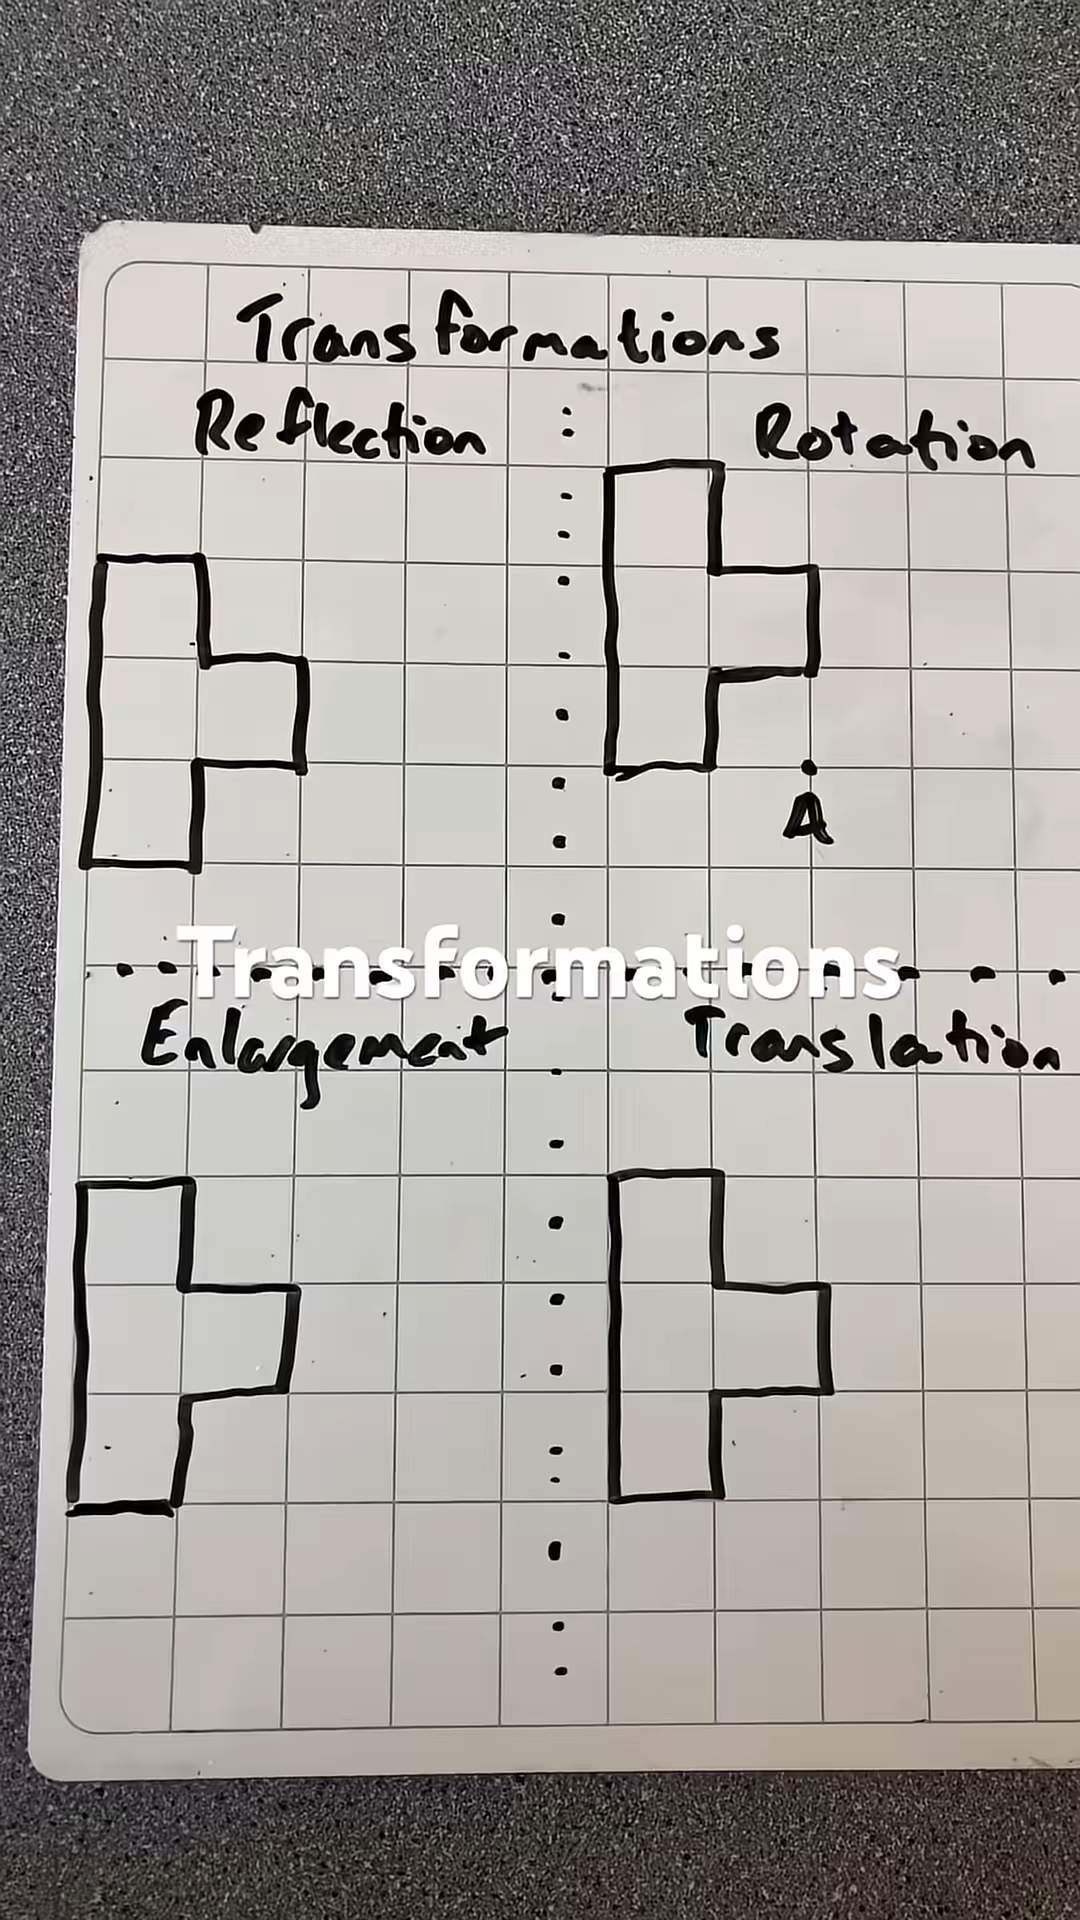 Transformations
Reflection
Rotation
A
Transformations
Enlargement
Translation